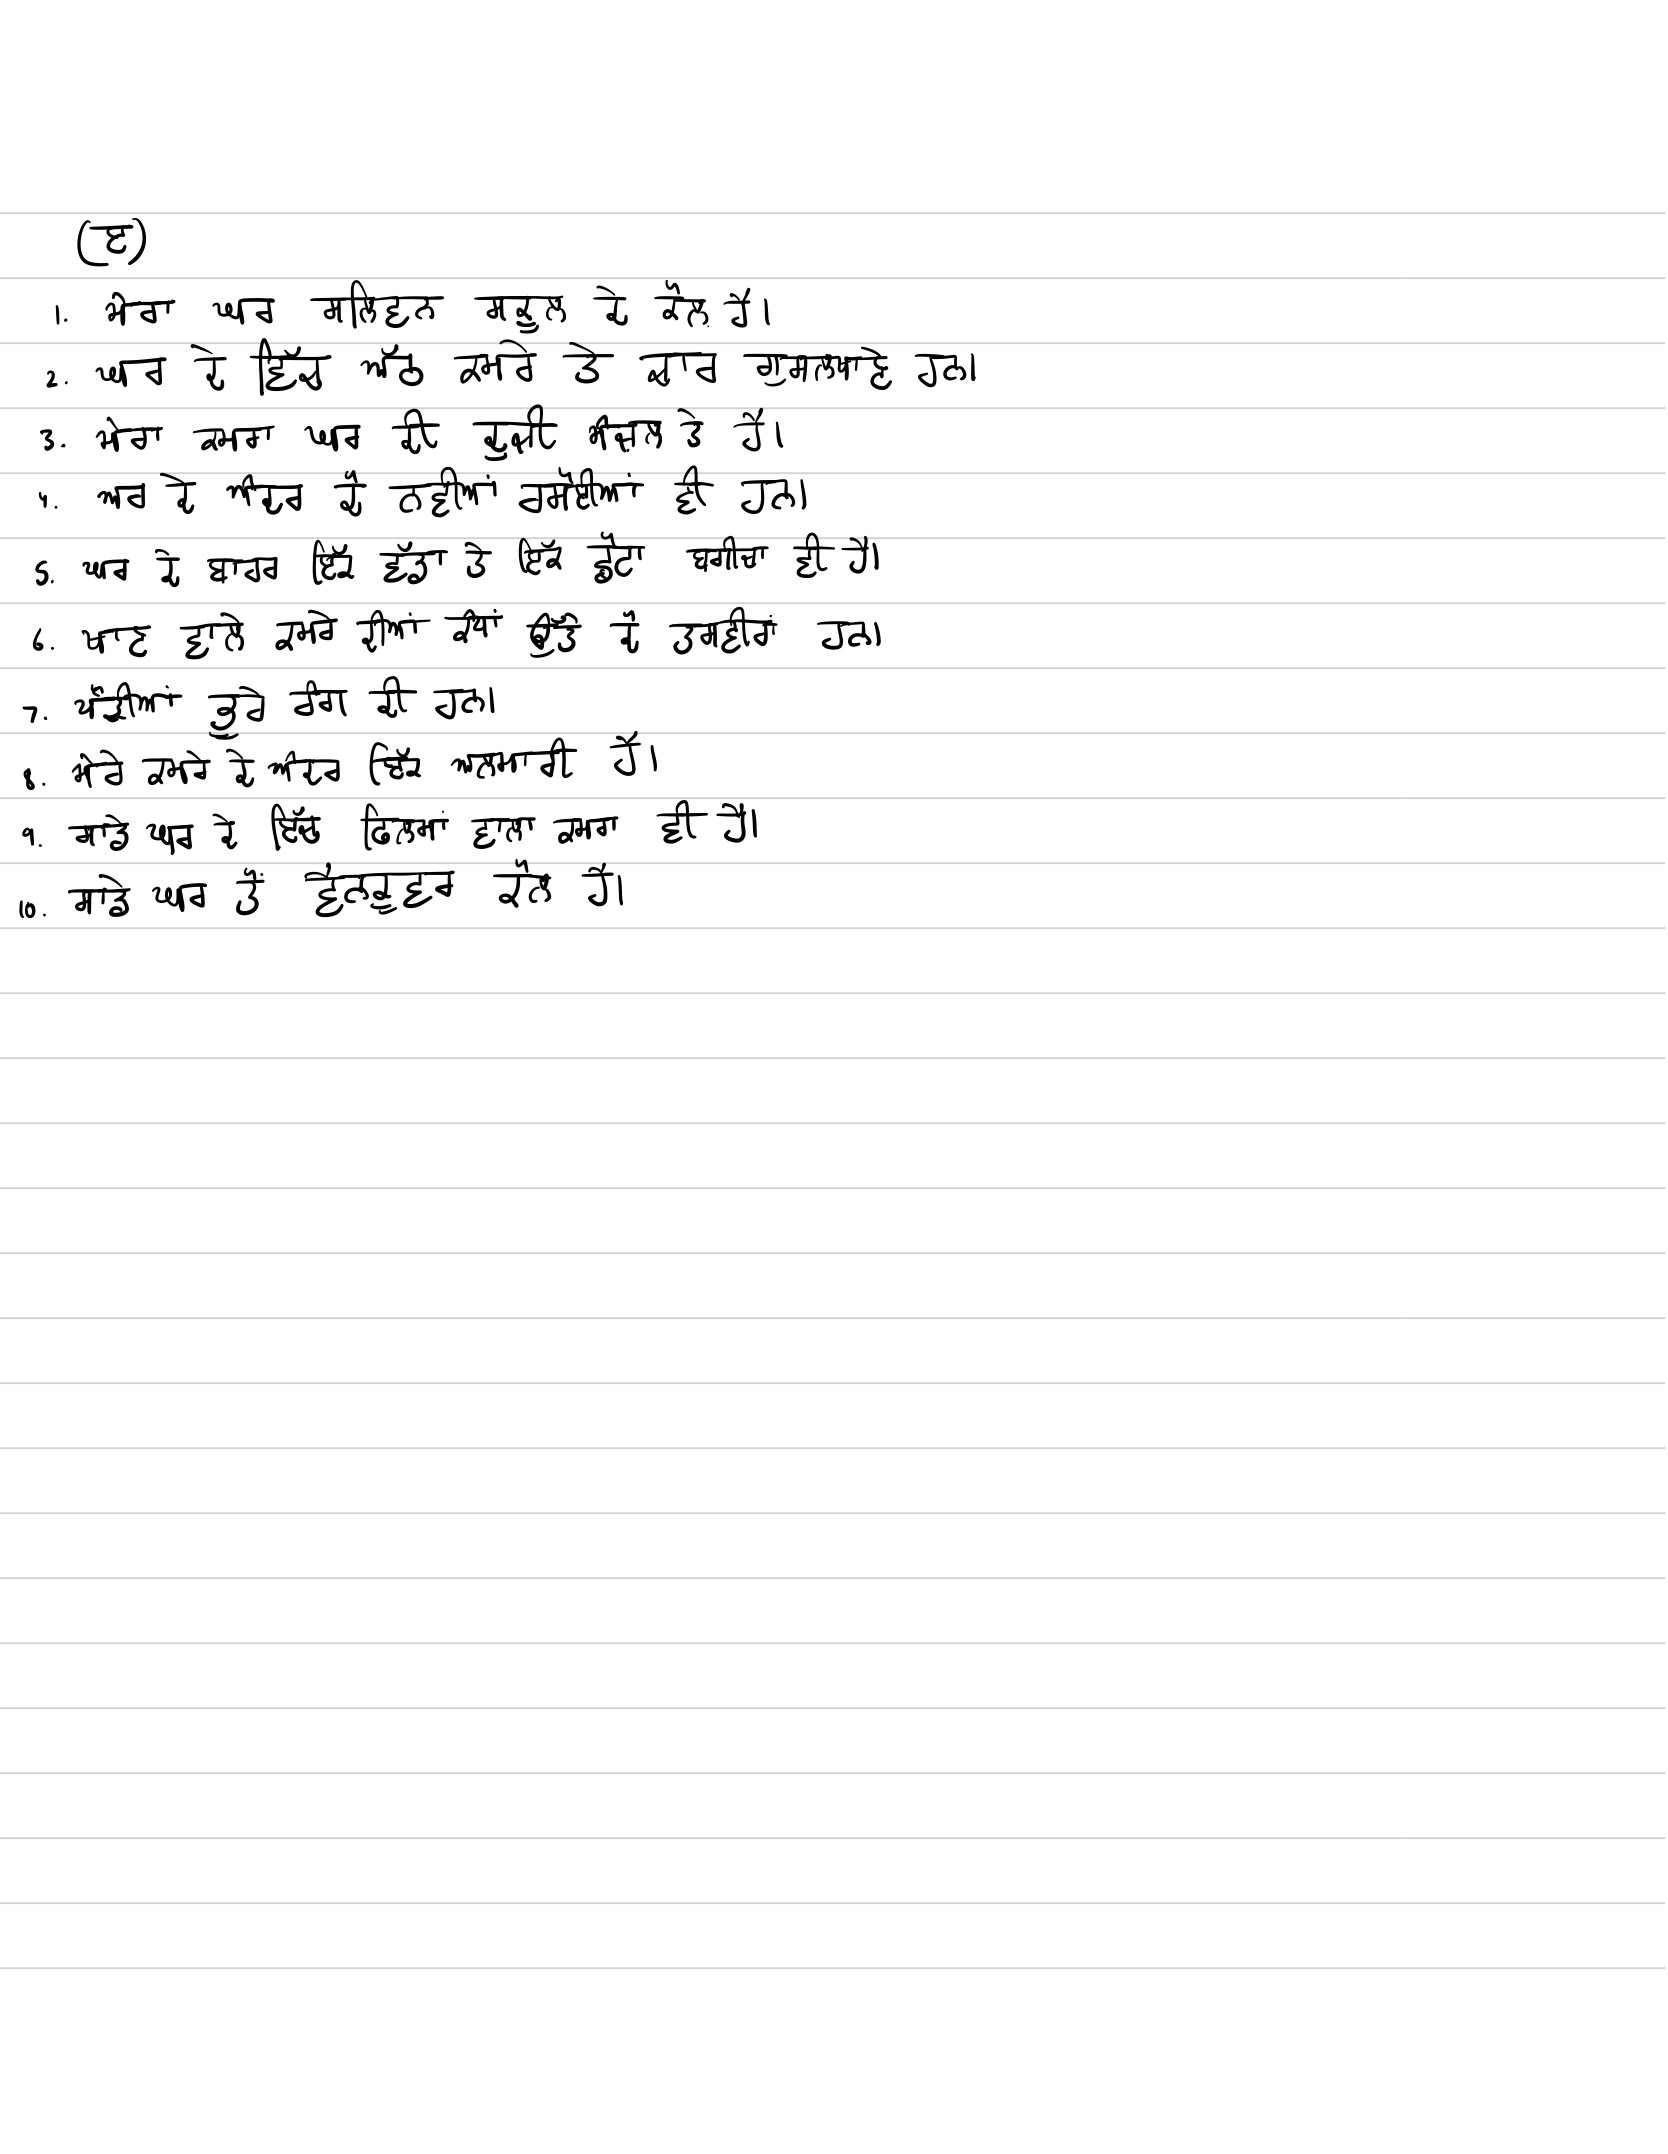 (ੲ)
1. ਮੇਰਾ ਘਰ ਸਲਿਵਨ ਸਕੂਲ ਦੇ ਕੋਲ ਹੈ।
2. ਘਰ ਦੇ ਵਿੱਚ ਅੱਠ ਕਮਰੇ ਤੇ ਚਾਰ ਗੁਸਲਖਾਣੇ ਹਨ।
3. ਮੇਰਾ ਕਮਰਾ ਘਰ ਦੀ ਦੂਜੀ ਮੰਜ਼ਲ ਤੇ ਹੈ।
4. ਅਰ ਦੇ ਅੰਦਰ ਦੋ ਨਵੀਆਂ ਰਸੋਈਆਂ ਵੀ ਹਨ।
5. ਘਰ ਦੇ ਬਾਹਰ ਇੱਕ ਵੱਡਾ ਤੇ ਇੱਕ ਛੋਟਾ ਬਗੀਚਾ ਵੀ ਹੈ।
6. ਖਾਣ ਵਾਲੇ ਕਮਰੇ ਦੀਆਂ ਕੰਧਾਂ ਉੱਤੇ ਦੋ ਤਸਵੀਰਾਂ ਹਨ।
7. ਪੌੜੀਆਂ ਭੂਰੇ ਰੰਗ ਦੀ ਹਨ।
8. ਮੇਰੇ ਕਮਰੇ ਦੇ ਅੰਦਰ ਇੱਕ ਅਲਮਾਰੀ ਹੈ।
9. ਸਾਡੇ ਘਰ ਦੇ ਵਿੱਚ ਫਿਲਮਾਂ ਵਾਲਾ ਕਮਰਾ ਵੀ ਹੈ।
10. ਸਾਡੇ ਘਰ ਤੋਂ ਵੈਨਕੂਵਰ ਕੋਲ ਹੈ।